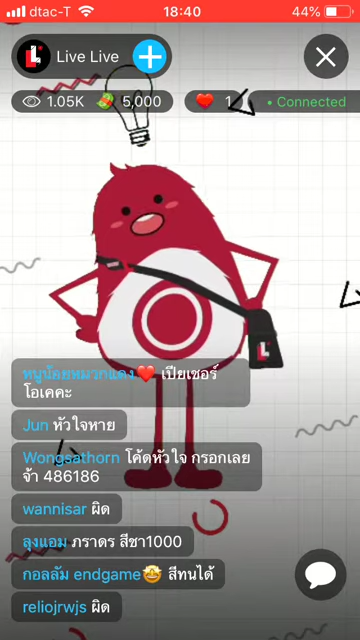 dtac-T 18:40 44%
Live Live
1.05K 5,000 1 • Connected
L
หนูน้อยหมวกแดง❤️ เปียเชอร์
โอเคคะ
Jun หัวใจหาย
Wongsathorn โค้ดหัวใจ กรอกเลย
จ้า 486186
wannisar ผิด
ลุงแอม ภราดร สีชา1000
กอลลัม endgame🤩 สีทนได้
reliojrwjs ผิด